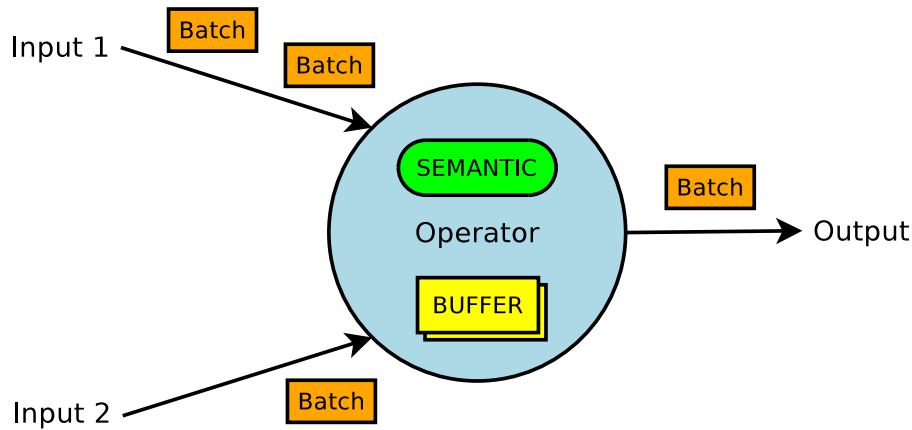 Batch
Input 1
Batch
SEMANTIC
Batch
Operator
Output
BUFFER
Batch
Input 2